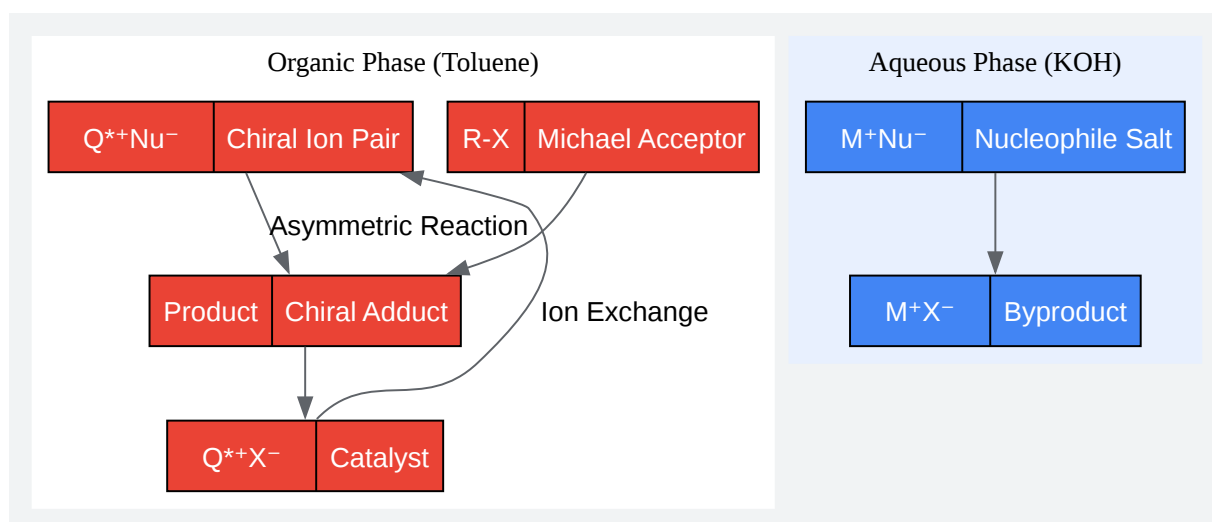 Organic Phase (Toluene)
Aqueous Phase (KOH)
Q*⁺Nu⁻ Chiral Ion Pair
R-X Michael Acceptor
M⁺Nu⁻ Nucleophile Salt
Asymmetric Reaction
Product Chiral Adduct
Ion Exchange
M⁺X⁻ Byproduct
Q*⁺X⁻ Catalyst